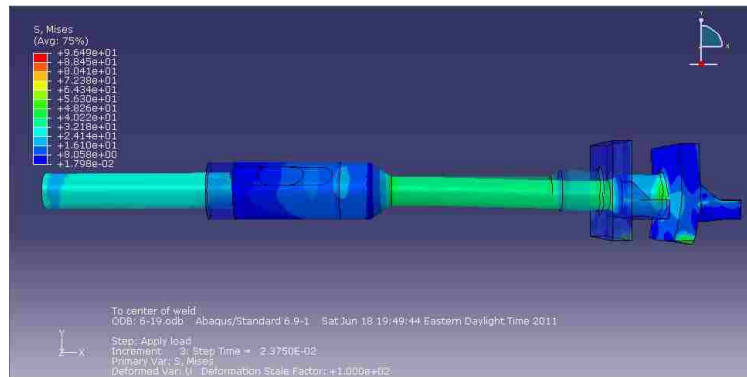 S, Mises
(Avg: 75%)
+9.649e+01
+8.845e+01
+8.041e+01
+7.238e+01
+6.434e+01
+5.630e+01
+4.826e+01
+4.022e+01
+3.218e+01
+2.414e+01
+1.610e+01
+8.058e+00
+1.798e-02
Y
X
To center of weld
ODB: 6-19.odb Abaqus/Standard 6.9-1 Sat Jun 18 19:49:44 Eastern Daylight Time 2011
Y
Z X
Step: Apply load
Increment 3: Step Time = 2.3750E-02
Primary Var: S, Mises
Deformed Var: U Deformation Scale Factor: +1.000e+02